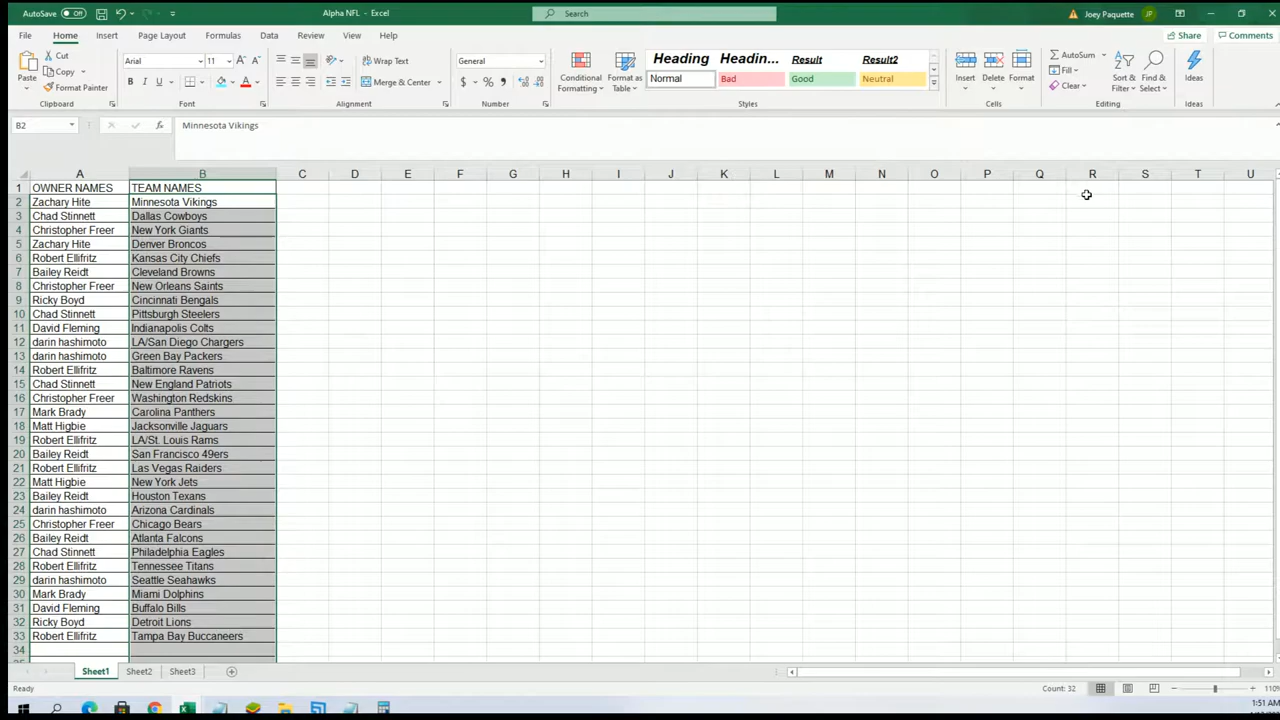 AutoSave Off Alpha NFL - Excel Search Joey Paquette JP
File Home Insert Page Layout Formulas Data Review View Help Share Comments
Paste Cut Copy Format Painter Clipboard
Arial 11 B I U A A A Font
Wrap Text Merge & Center Alignment
General $ % , Number
Conditional Formatting Format as Table
Heading Headin... Result Result2
Normal Bad Good Neutral
Styles
Insert Delete Format Cells
AutoSum Fill Clear Sort & Filter Find & Select Editing
Ideas Ideas
B2 fx Minnesota Vikings
A B C D E F G H I J K L M N O P Q R S T U
1 OWNER NAMES TEAM NAMES
2 Zachary Hite Minnesota Vikings
3 Chad Stinnett Dallas Cowboys
4 Christopher Freer New York Giants
5 Zachary Hite Denver Broncos
6 Robert Ellifritz Kansas City Chiefs
7 Bailey Reidt Cleveland Browns
8 Christopher Freer New Orleans Saints
9 Ricky Boyd Cincinnati Bengals
10 Chad Stinnett Pittsburgh Steelers
11 David Fleming Indianapolis Colts
12 darin hashimoto LA/San Diego Chargers
13 darin hashimoto Green Bay Packers
14 Robert Ellifritz Baltimore Ravens
15 Chad Stinnett New England Patriots
16 Christopher Freer Washington Redskins
17 Mark Brady Carolina Panthers
18 Matt Higbie Jacksonville Jaguars
19 Robert Ellifritz LA/St. Louis Rams
20 Bailey Reidt San Francisco 49ers
21 Robert Ellifritz Las Vegas Raiders
22 Matt Higbie New York Jets
23 Bailey Reidt Houston Texans
24 darin hashimoto Arizona Cardinals
25 Christopher Freer Chicago Bears
26 Bailey Reidt Atlanta Falcons
27 Chad Stinnett Philadelphia Eagles
28 Robert Ellifritz Tennessee Titans
29 darin hashimoto Seattle Seahawks
30 Mark Brady Miami Dolphins
31 David Fleming Buffalo Bills
32 Ricky Boyd Detroit Lions
33 Robert Ellifritz Tampa Bay Buccaneers
34
Sheet1 Sheet2 Sheet3
Ready Count: 32 110%
1:51 AM